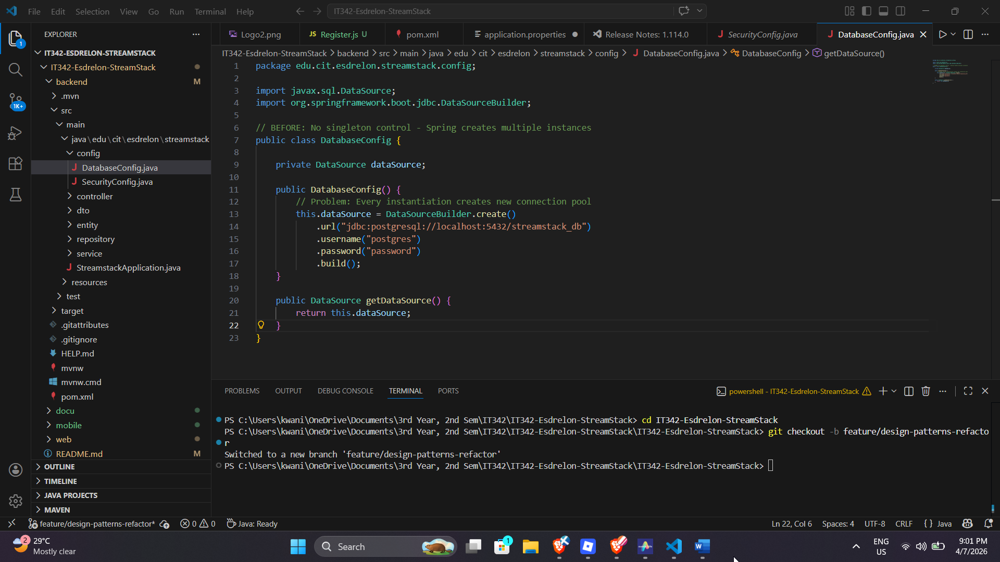 File Edit Selection View Go Run Terminal Help
IT342-Esdrelon-StreamStack
1
1K+
EXPLORER
IT342-ESDRELON-STREAMSTACK
IT342-Esdrelon-StreamStack
backend M
.mvn
src
main
java\edu\cit\esdrelon\streamstack
config
DatabaseConfig.java
SecurityConfig.java
controller
dto
entity
repository
service
StreamstackApplication.java
resources
test
target
.gitattributes
.gitignore
HELP.md
mvnw
mvnw.cmd
pom.xml
docu
mobile
web
README.md M
OUTLINE
TIMELINE
JAVA PROJECTS
MAVEN
Logo2.png JS Register.js U pom.xml application.properties Release Notes: 1.114.0 SecurityConfig.java DatabaseConfig.java
IT342-Esdrelon-StreamStack > backend > src > main > java > edu > cit > esdrelon > streamstack > config > DatabaseConfig.java > DatabaseConfig > getDataSource()
1 package edu.cit.esdrelon.streamstack.config;
2
3 import javax.sql.DataSource;
4 import org.springframework.boot.jdbc.DataSourceBuilder;
5
6 // BEFORE: No singleton control - Spring creates multiple instances
7 public class DatabaseConfig {
8
9 private DataSource dataSource;
10
11 public DatabaseConfig() {
12 // Problem: Every instantiation creates new connection pool
13 this.dataSource = DataSourceBuilder.create()
14 .url("jdbc:postgresql://localhost:5432/streamstack_db")
15 .username("postgres")
16 .password("password")
17 .build();
18 }
19
20 public DataSource getDataSource() {
21 return this.dataSource;
22 }
23 }
PROBLEMS OUTPUT DEBUG CONSOLE TERMINAL PORTS
powershell - IT342-Esdrelon-StreamStack
PS C:\Users\kwani\OneDrive\Documents\3rd Year, 2nd Sem\IT342\IT342-Esdrelon-StreamStack> cd IT342-Esdrelon-StreamStack
PS C:\Users\kwani\OneDrive\Documents\3rd Year, 2nd Sem\IT342\IT342-Esdrelon-StreamStack\IT342-Esdrelon-StreamStack> git checkout -b feature/design-patterns-refacto
r
Switched to a new branch 'feature/design-patterns-refactor'
PS C:\Users\kwani\OneDrive\Documents\3rd Year, 2nd Sem\IT342\IT342-Esdrelon-StreamStack\IT342-Esdrelon-StreamStack>
feature/design-patterns-refactor* 0 0 Java: Ready
Ln 22, Col 6 Spaces: 4 UTF-8 CRLF {} Java
2
29°C
Mostly clear
Search
1
W
ENG
US
9:01 PM
4/7/2026